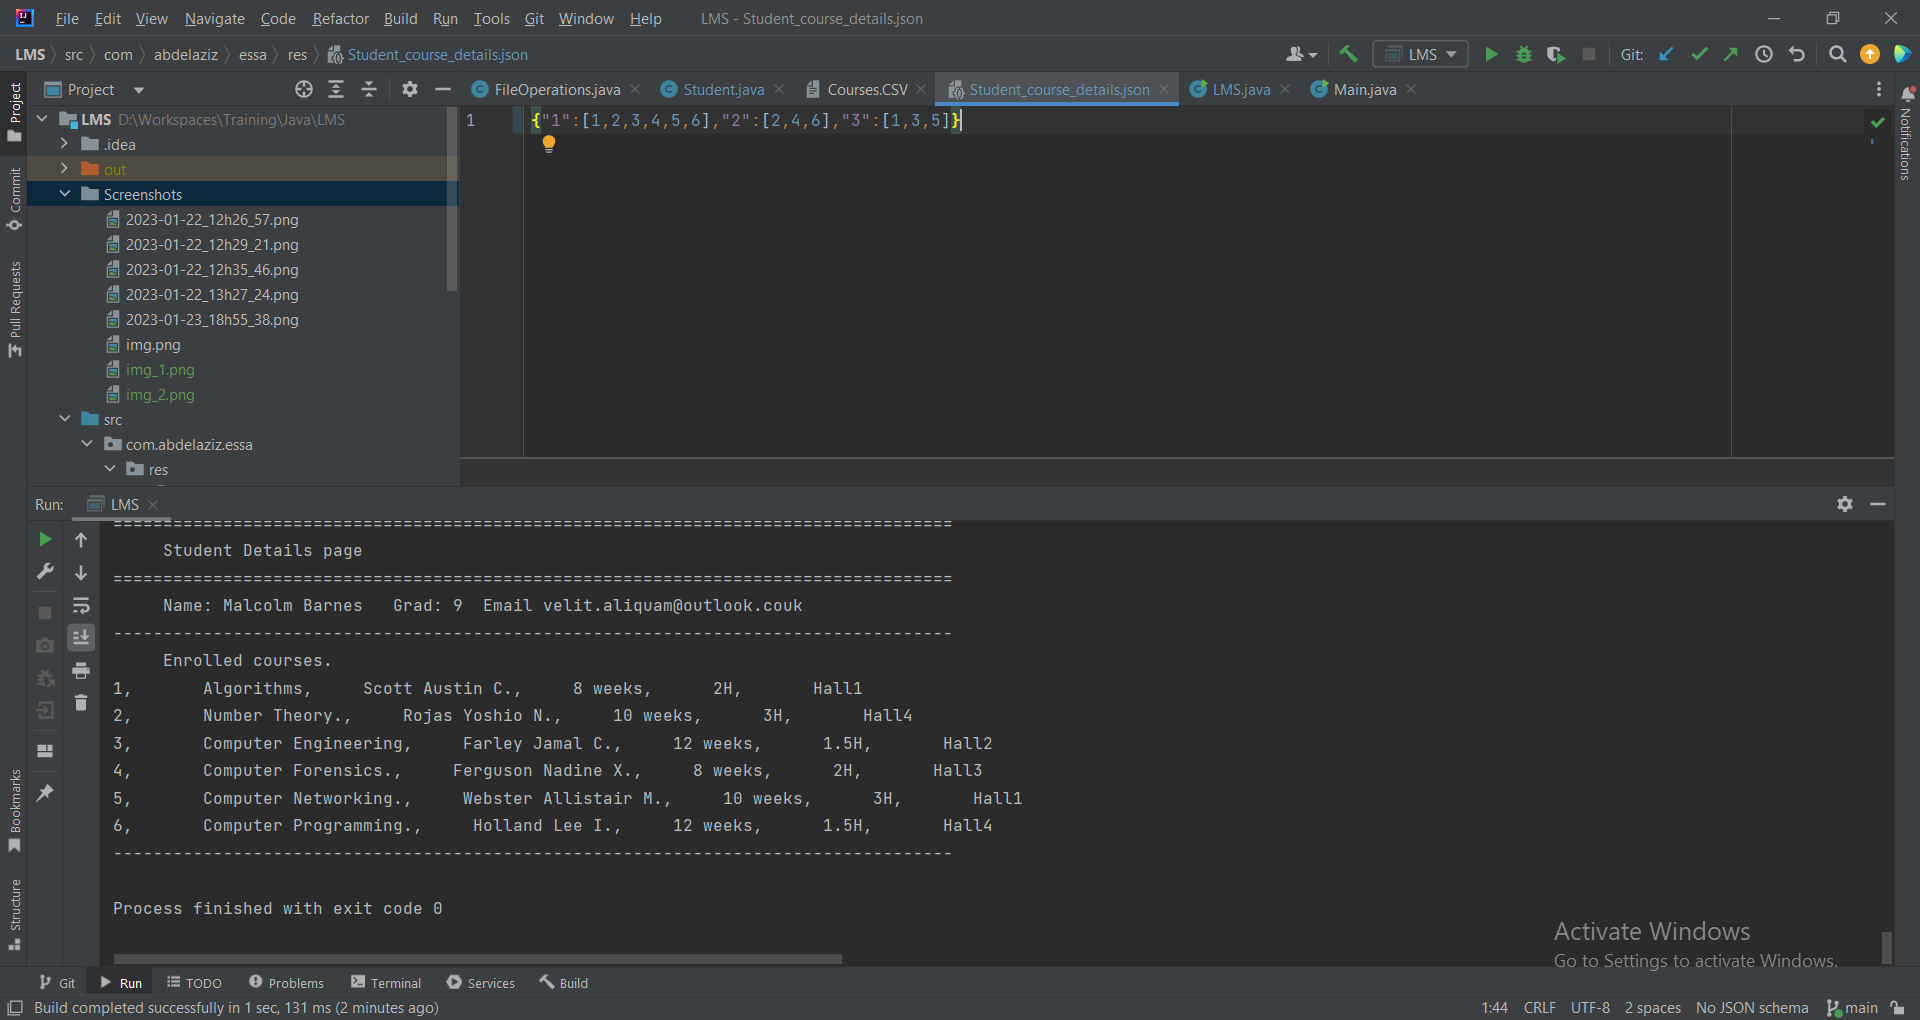 File Edit View Navigate Code Refactor Build Run Tools Git Window Help LMS - Student_course_details.json
LMS src com abdelaziz essa res Student_course_details.json LMS Git:
Project
FileOperations.java Student.java Courses.CSV Student_course_details.json LMS.java Main.java
LMS D:\Workspaces\Training\Java\LMS
.idea
out
Screenshots
2023-01-22_12h26_57.png
2023-01-22_12h29_21.png
2023-01-22_12h35_46.png
2023-01-22_13h27_24.png
2023-01-23_18h55_38.png
img.png
img_1.png
img_2.png
src
com.abdelaziz.essa
res
1 {"1":[1,2,3,4,5,6],"2":[2,4,6],"3":[1,3,5]}
Project
Commit
Pull Requests
Bookmarks
Structure
Notifications
Run: LMS
====================================================================================
Student Details page
====================================================================================
Name: Malcolm Barnes Grad: 9 Email velit.aliquam@outlook.couk
------------------------------------------------------------------------------------
Enrolled courses.
1, Algorithms, Scott Austin C., 8 weeks, 2H, Hall1
2, Number Theory., Rojas Yoshio N., 10 weeks, 3H, Hall4
3, Computer Engineering, Farley Jamal C., 12 weeks, 1.5H, Hall2
4, Computer Forensics., Ferguson Nadine X., 8 weeks, 2H, Hall3
5, Computer Networking., Webster Allistair M., 10 weeks, 3H, Hall1
6, Computer Programming., Holland Lee I., 12 weeks, 1.5H, Hall4
------------------------------------------------------------------------------------
Process finished with exit code 0
Activate Windows
Go to Settings to activate Windows.
Git Run TODO Problems Terminal Services Build
Build completed successfully in 1 sec, 131 ms (2 minutes ago) 1:44 CRLF UTF-8 2 spaces No JSON schema main